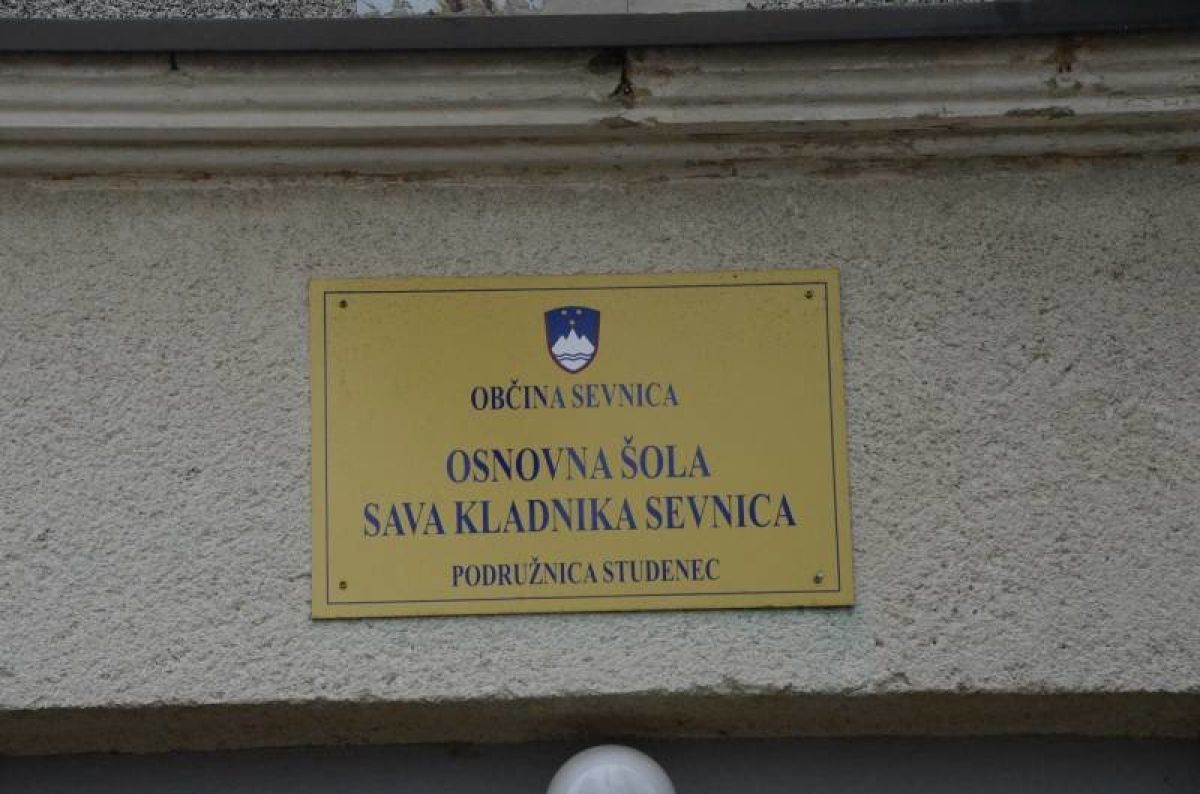 OBČINA SEVNICA
OSNOVNA ŠOLA
SAVA KLADNIKA SEVNICA
PODRUŽNICA STUDENEC